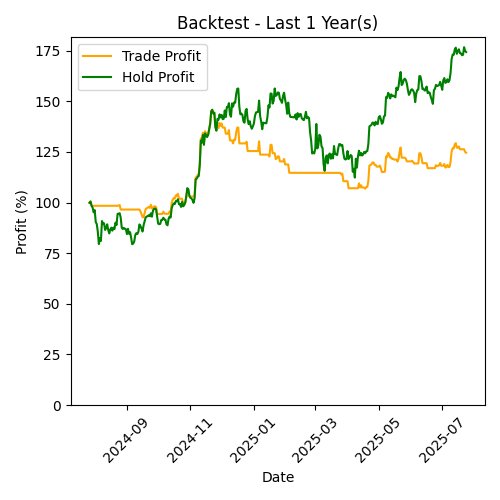 Backtest - Last 1 Year(s)
Trade Profit
Hold Profit
Profit (%)
175
150
125
100
75
50
25
0
2024-09
2024-11
2025-01
2025-03
2025-05
2025-07
Date